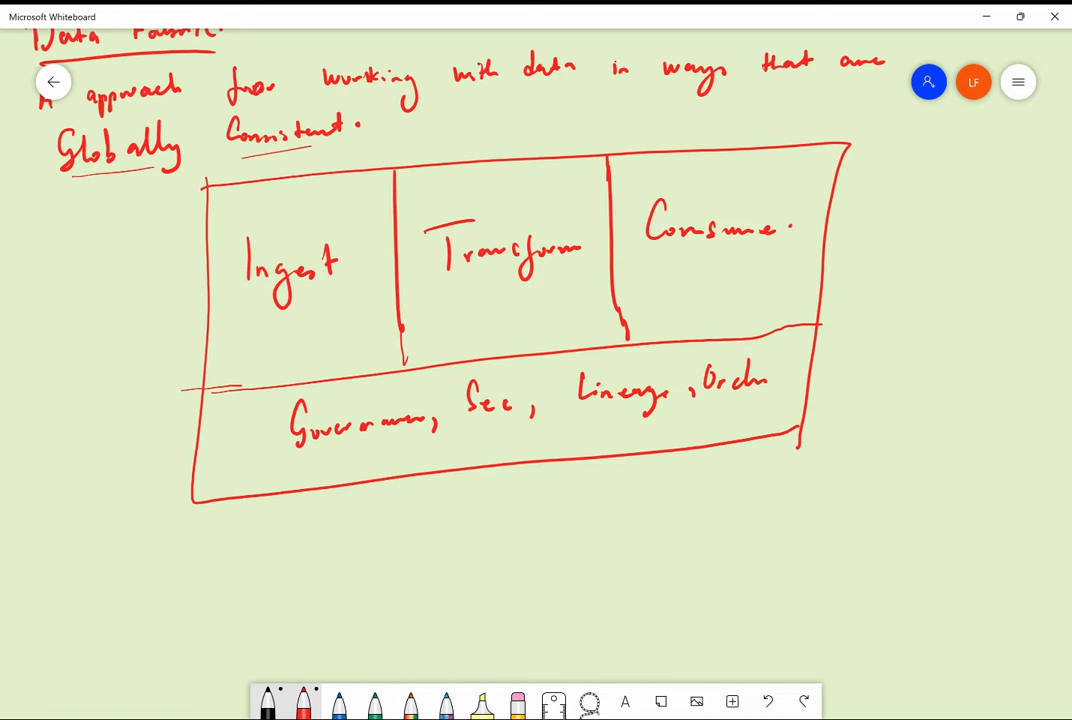 Microsoft Whiteboard
Data Fabric.
A approach for working with data in ways that are
Globally Consistent.
LF
Ingest
Transform
Consume.
Governance, Sec, Lineage, Orch
A